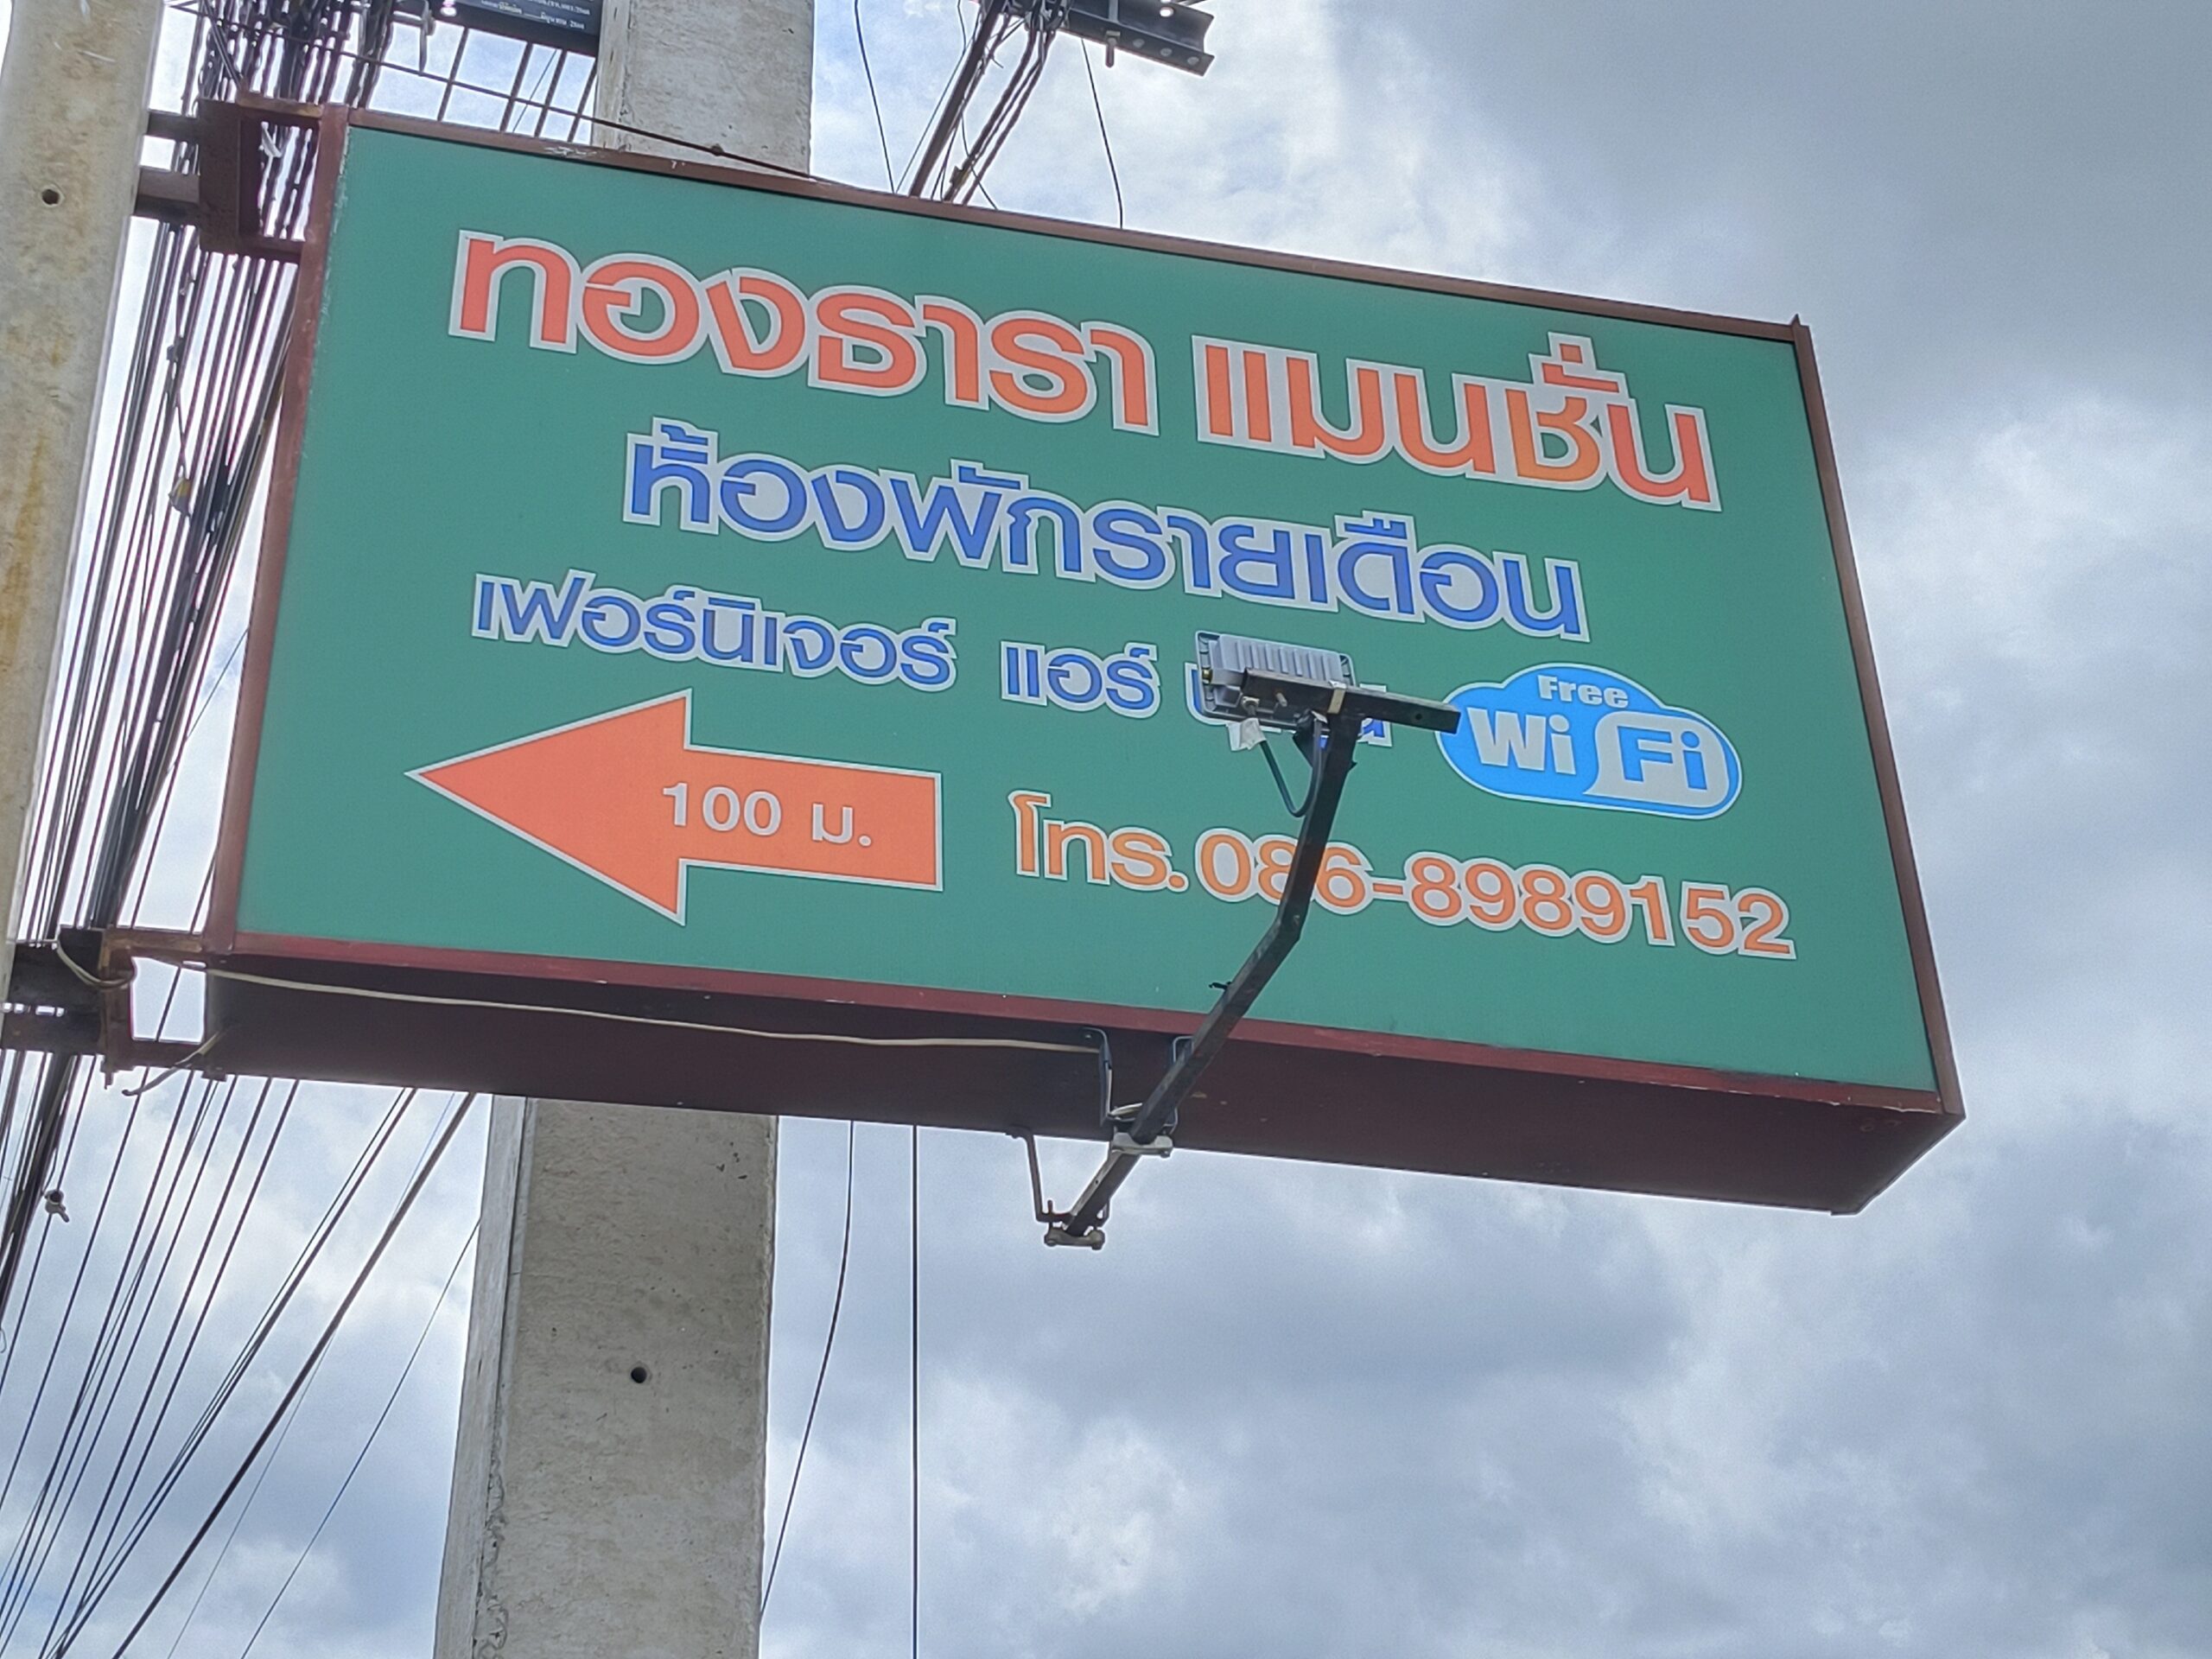 ทองธารา แมนชั่น
ห้องพักรายเดือน
เฟอร์นิเจอร์ แอร์
Free
Wi Fi
100 ม.
โทร. 086-8989152